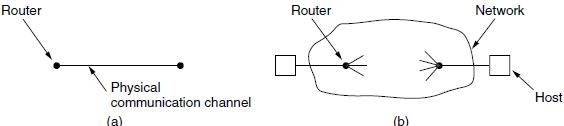 Router
Physical
communication channel
(a)
Router
Network
Host
(b)